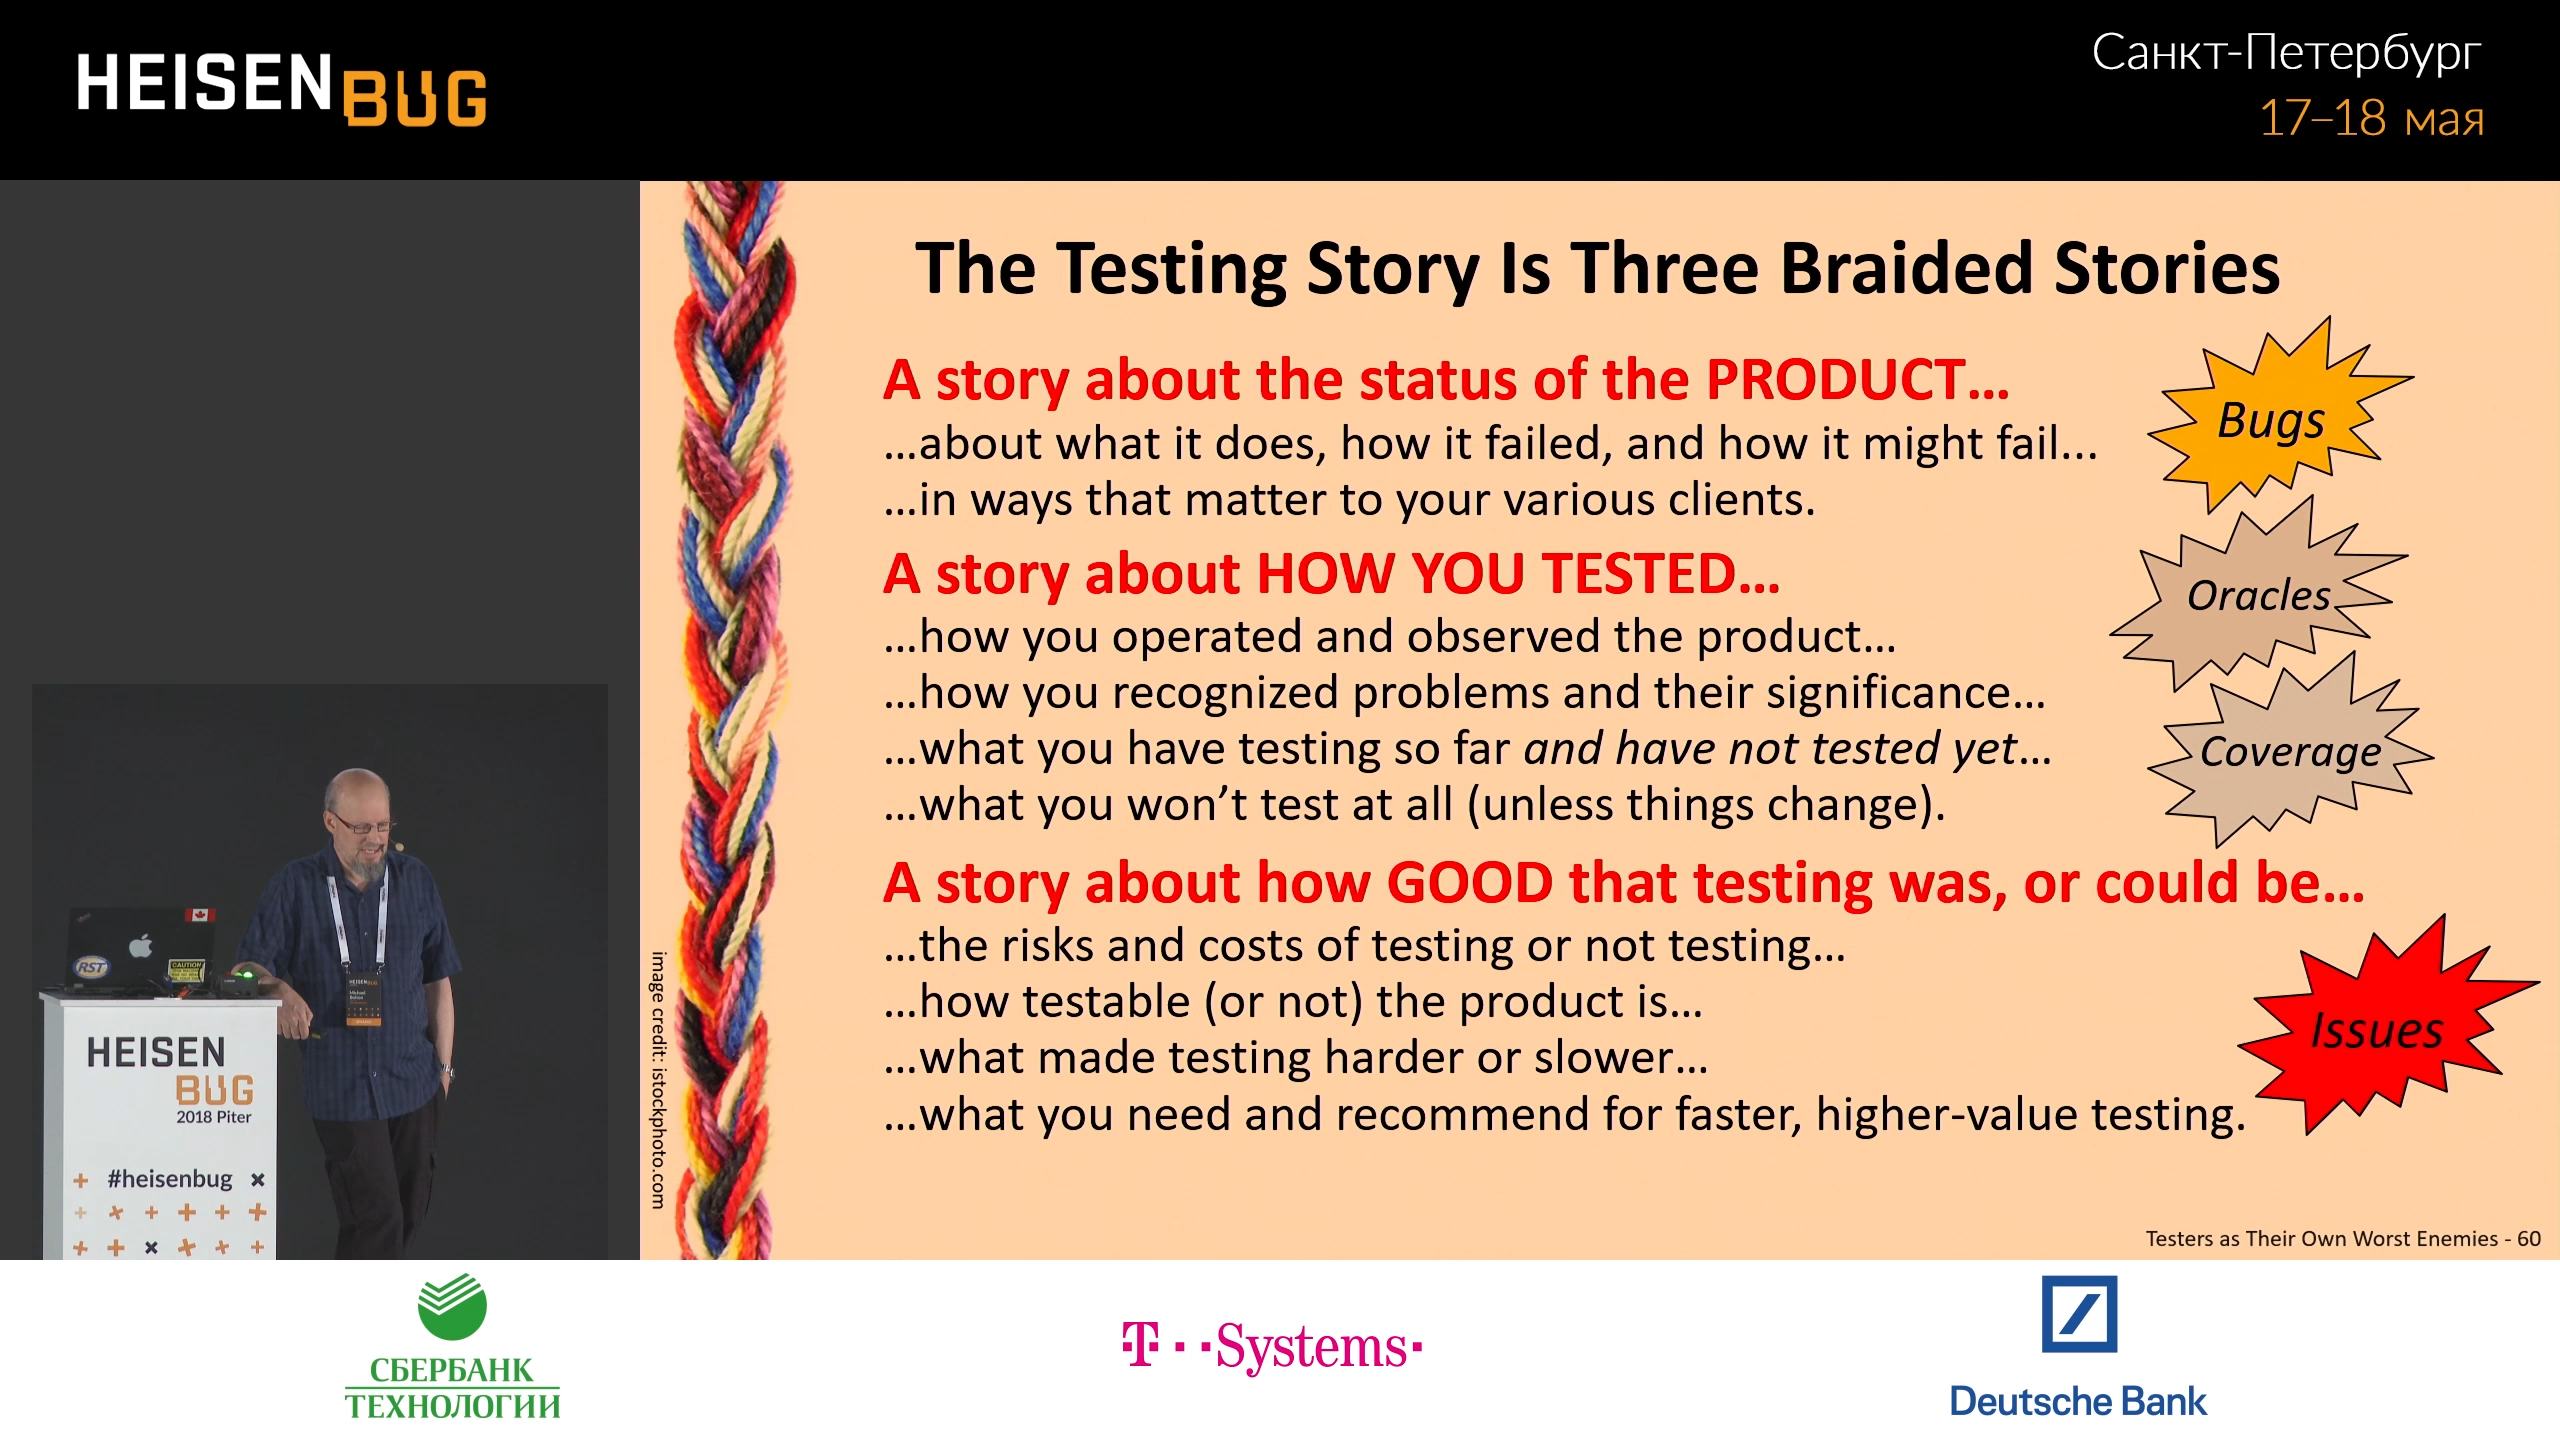 HEISENBUG
Санкт-Петербург
17–18 мая
The Testing Story Is Three Braided Stories
A story about the status of the PRODUCT...
...about what it does, how it failed, and how it might fail...
...in ways that matter to your various clients.
Bugs
A story about HOW YOU TESTED...
...how you operated and observed the product...
...how you recognized problems and their significance...
...what you have testing so far and have not tested yet...
...what you won’t test at all (unless things change).
Oracles
Coverage
A story about how GOOD that testing was, or could be...
...the risks and costs of testing or not testing...
...how testable (or not) the product is...
...what made testing harder or slower...
...what you need and recommend for faster, higher-value testing.
Issues
image credit: istockphoto.com
Testers as Their Own Worst Enemies - 60
RST
CAUTION
HEISENBUG
Michael
Bolton
HEISEN
BUG
2018 Piter
#heisenbug
СБЕРБАНК
ТЕХНОЛОГИИ
T··Systems·
Deutsche Bank